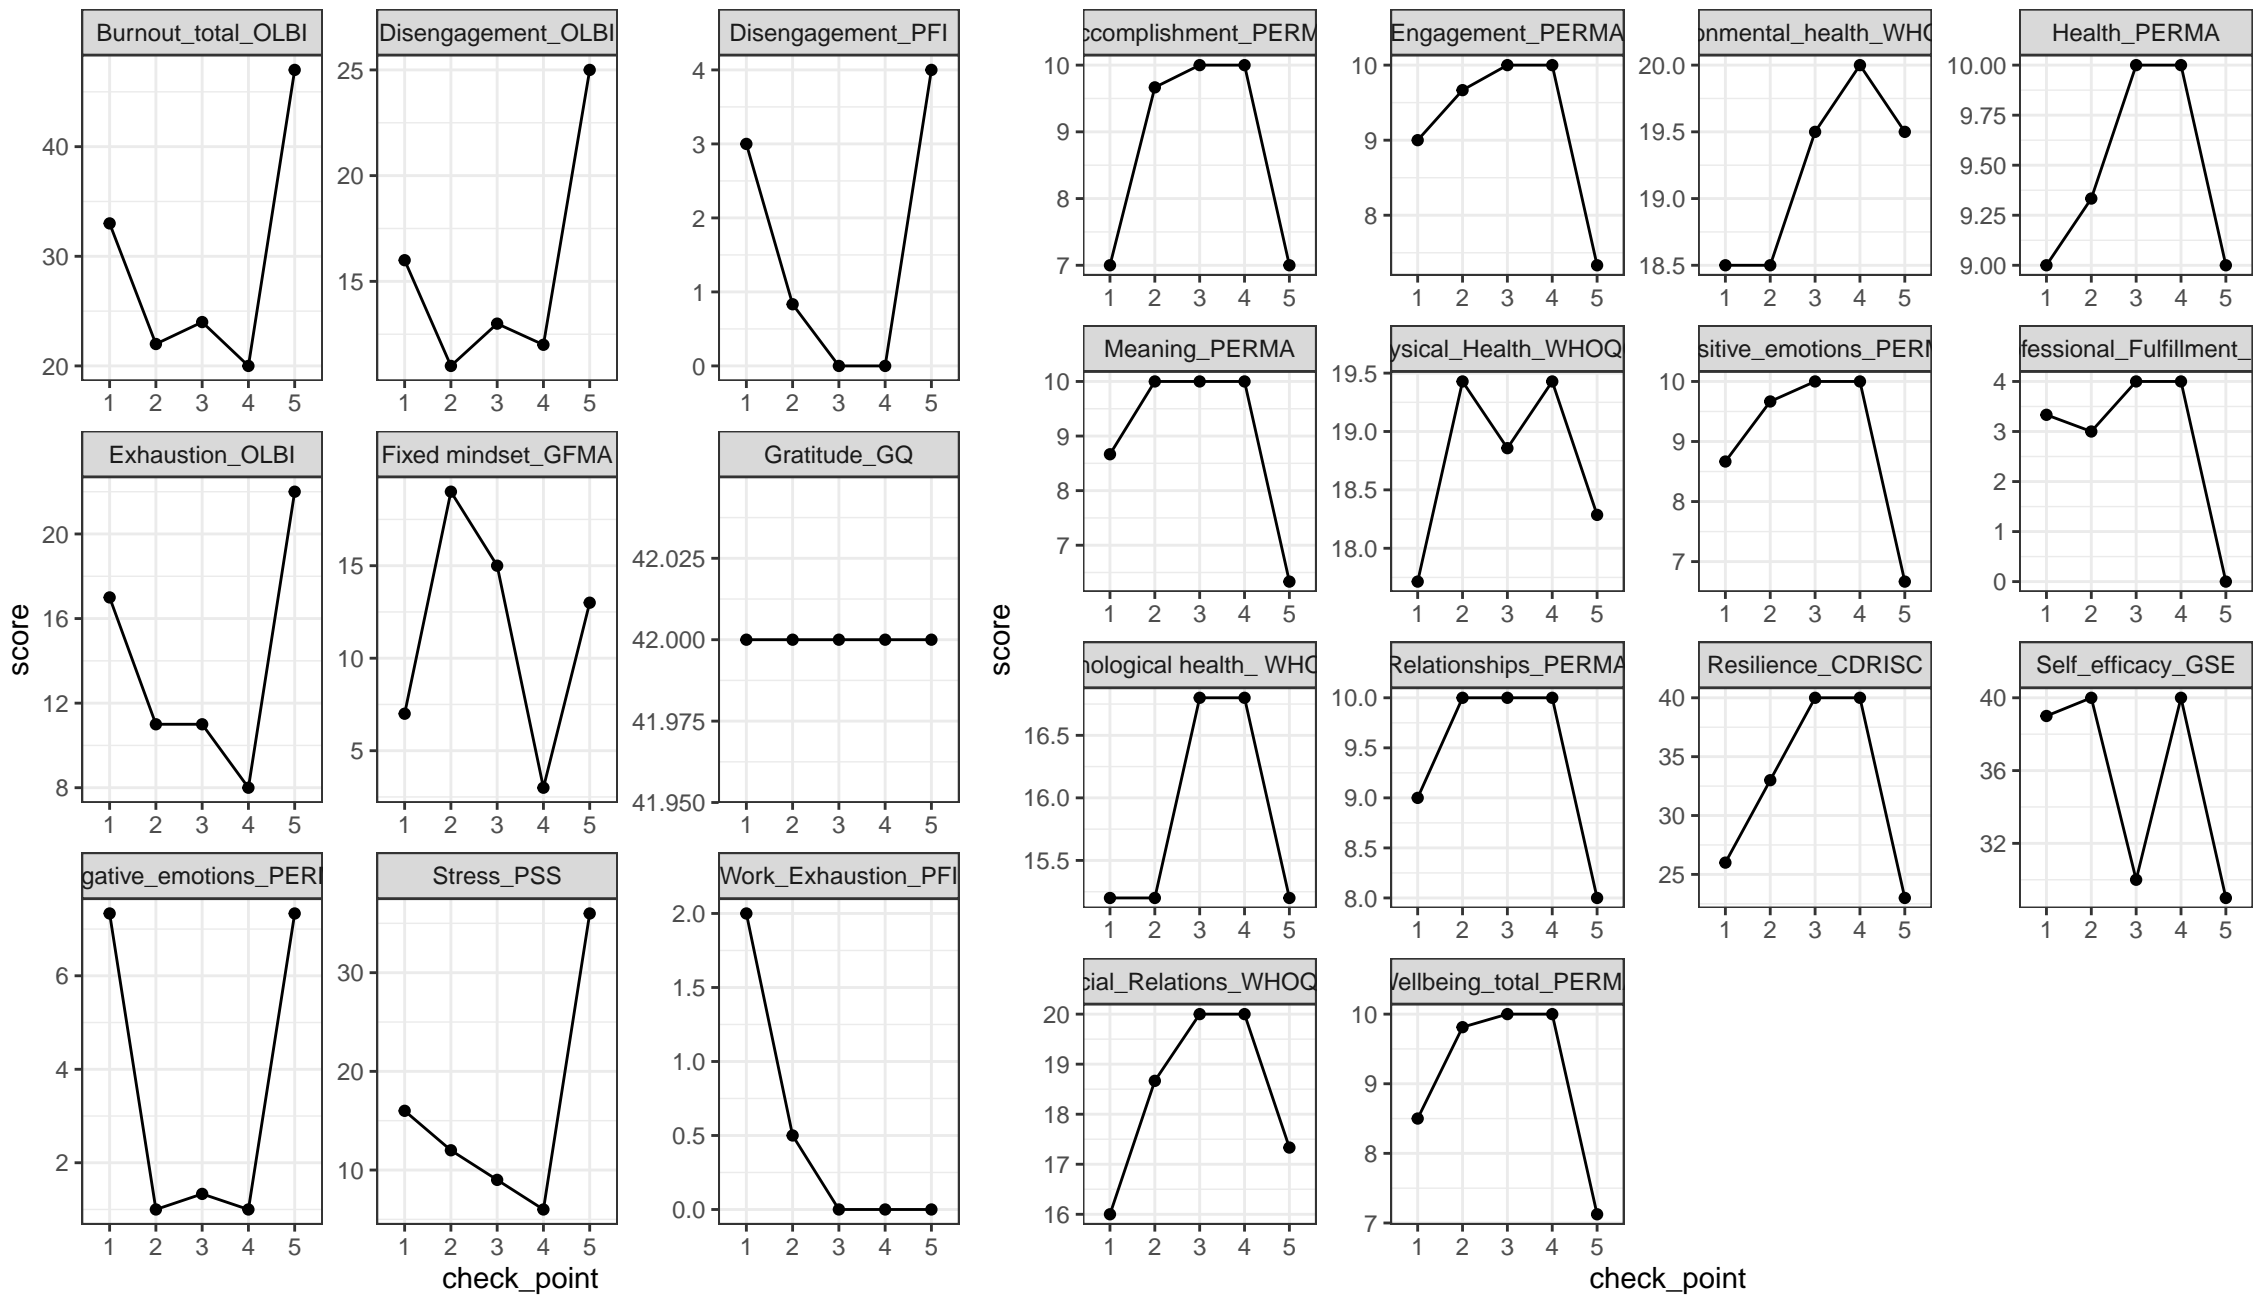 Burnout_total_OLBI
Disengagement_OLBI
Disengagement_PFI
40
30
20
1 2 3 4 5
25
20
15
1 2 3 4 5
4
3
2
1
0
1 2 3 4 5
Exhaustion_OLBI
Fixed mindset_GFMA
Gratitude_GQ
20
16
12
8
1 2 3 4 5
15
10
5
1 2 3 4 5
42.025
42.000
41.975
41.950
1 2 3 4 5
gative_emotions_PERM
Stress_PSS
Work_Exhaustion_PFI
6
4
2
1 2 3 4 5
30
20
10
1 2 3 4 5
2.0
1.5
1.0
0.5
0.0
1 2 3 4 5
score
check_point
ccomplishment_PERM
Engagement_PERMA
onmental_health_WHO
Health_PERMA
10
9
8
7
1 2 3 4 5
10
9
8
1 2 3 4 5
20.0
19.5
19.0
18.5
1 2 3 4 5
10.00
9.75
9.50
9.25
9.00
1 2 3 4 5
Meaning_PERMA
ysical_Health_WHOQ
sitive_emotions_PERM
fessional_Fulfillment_
10
9
8
7
1 2 3 4 5
19.5
19.0
18.5
18.0
1 2 3 4 5
10
9
8
7
1 2 3 4 5
4
3
2
1
0
1 2 3 4 5
hological health_ WHO
Relationships_PERMA
Resilience_CDRISC
Self_efficacy_GSE
16.5
16.0
15.5
1 2 3 4 5
10.0
9.5
9.0
8.5
8.0
1 2 3 4 5
40
35
30
25
1 2 3 4 5
40
36
32
1 2 3 4 5
cial_Relations_WHOQ
Wellbeing_total_PERM
20
19
18
17
16
1 2 3 4 5
10
9
8
7
1 2 3 4 5
score
check_point